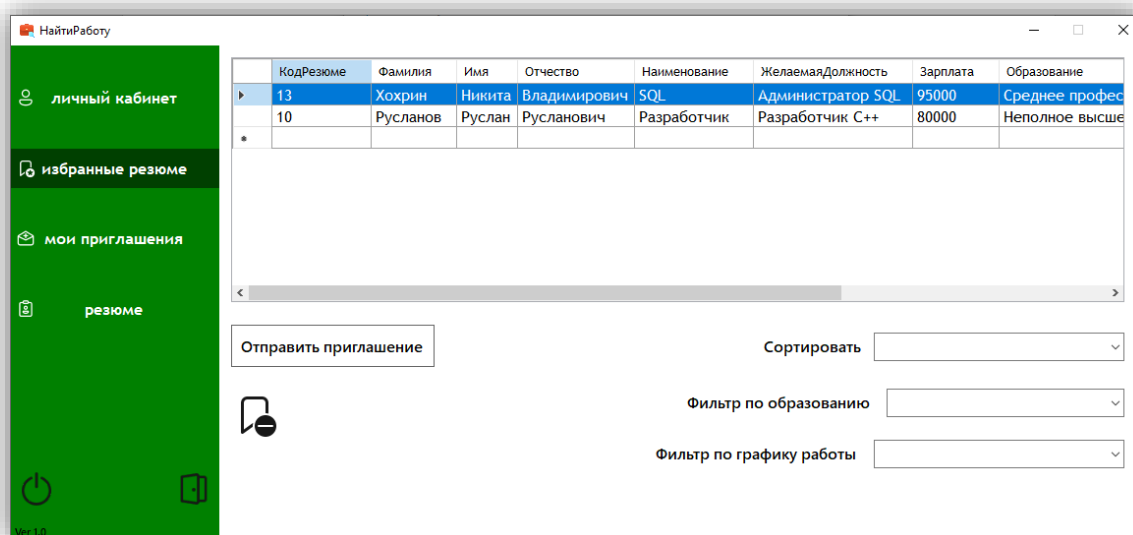 НайтиРаботу
личный кабинет
избранные резюме
мои приглашения
резюме
Ver 1.0
КодРезюме Фамилия Имя Отчество Наименование ЖелаемаяДолжность Зарплата Образование
13 Хохрин Никита Владимирович SQL Администратор SQL 95000 Среднее профес
10 Русланов Руслан Русланович Разработчик Разработчик C++ 80000 Неполное высше
Отправить приглашение
Сортировать
Фильтр по образованию
Фильтр по графику работы